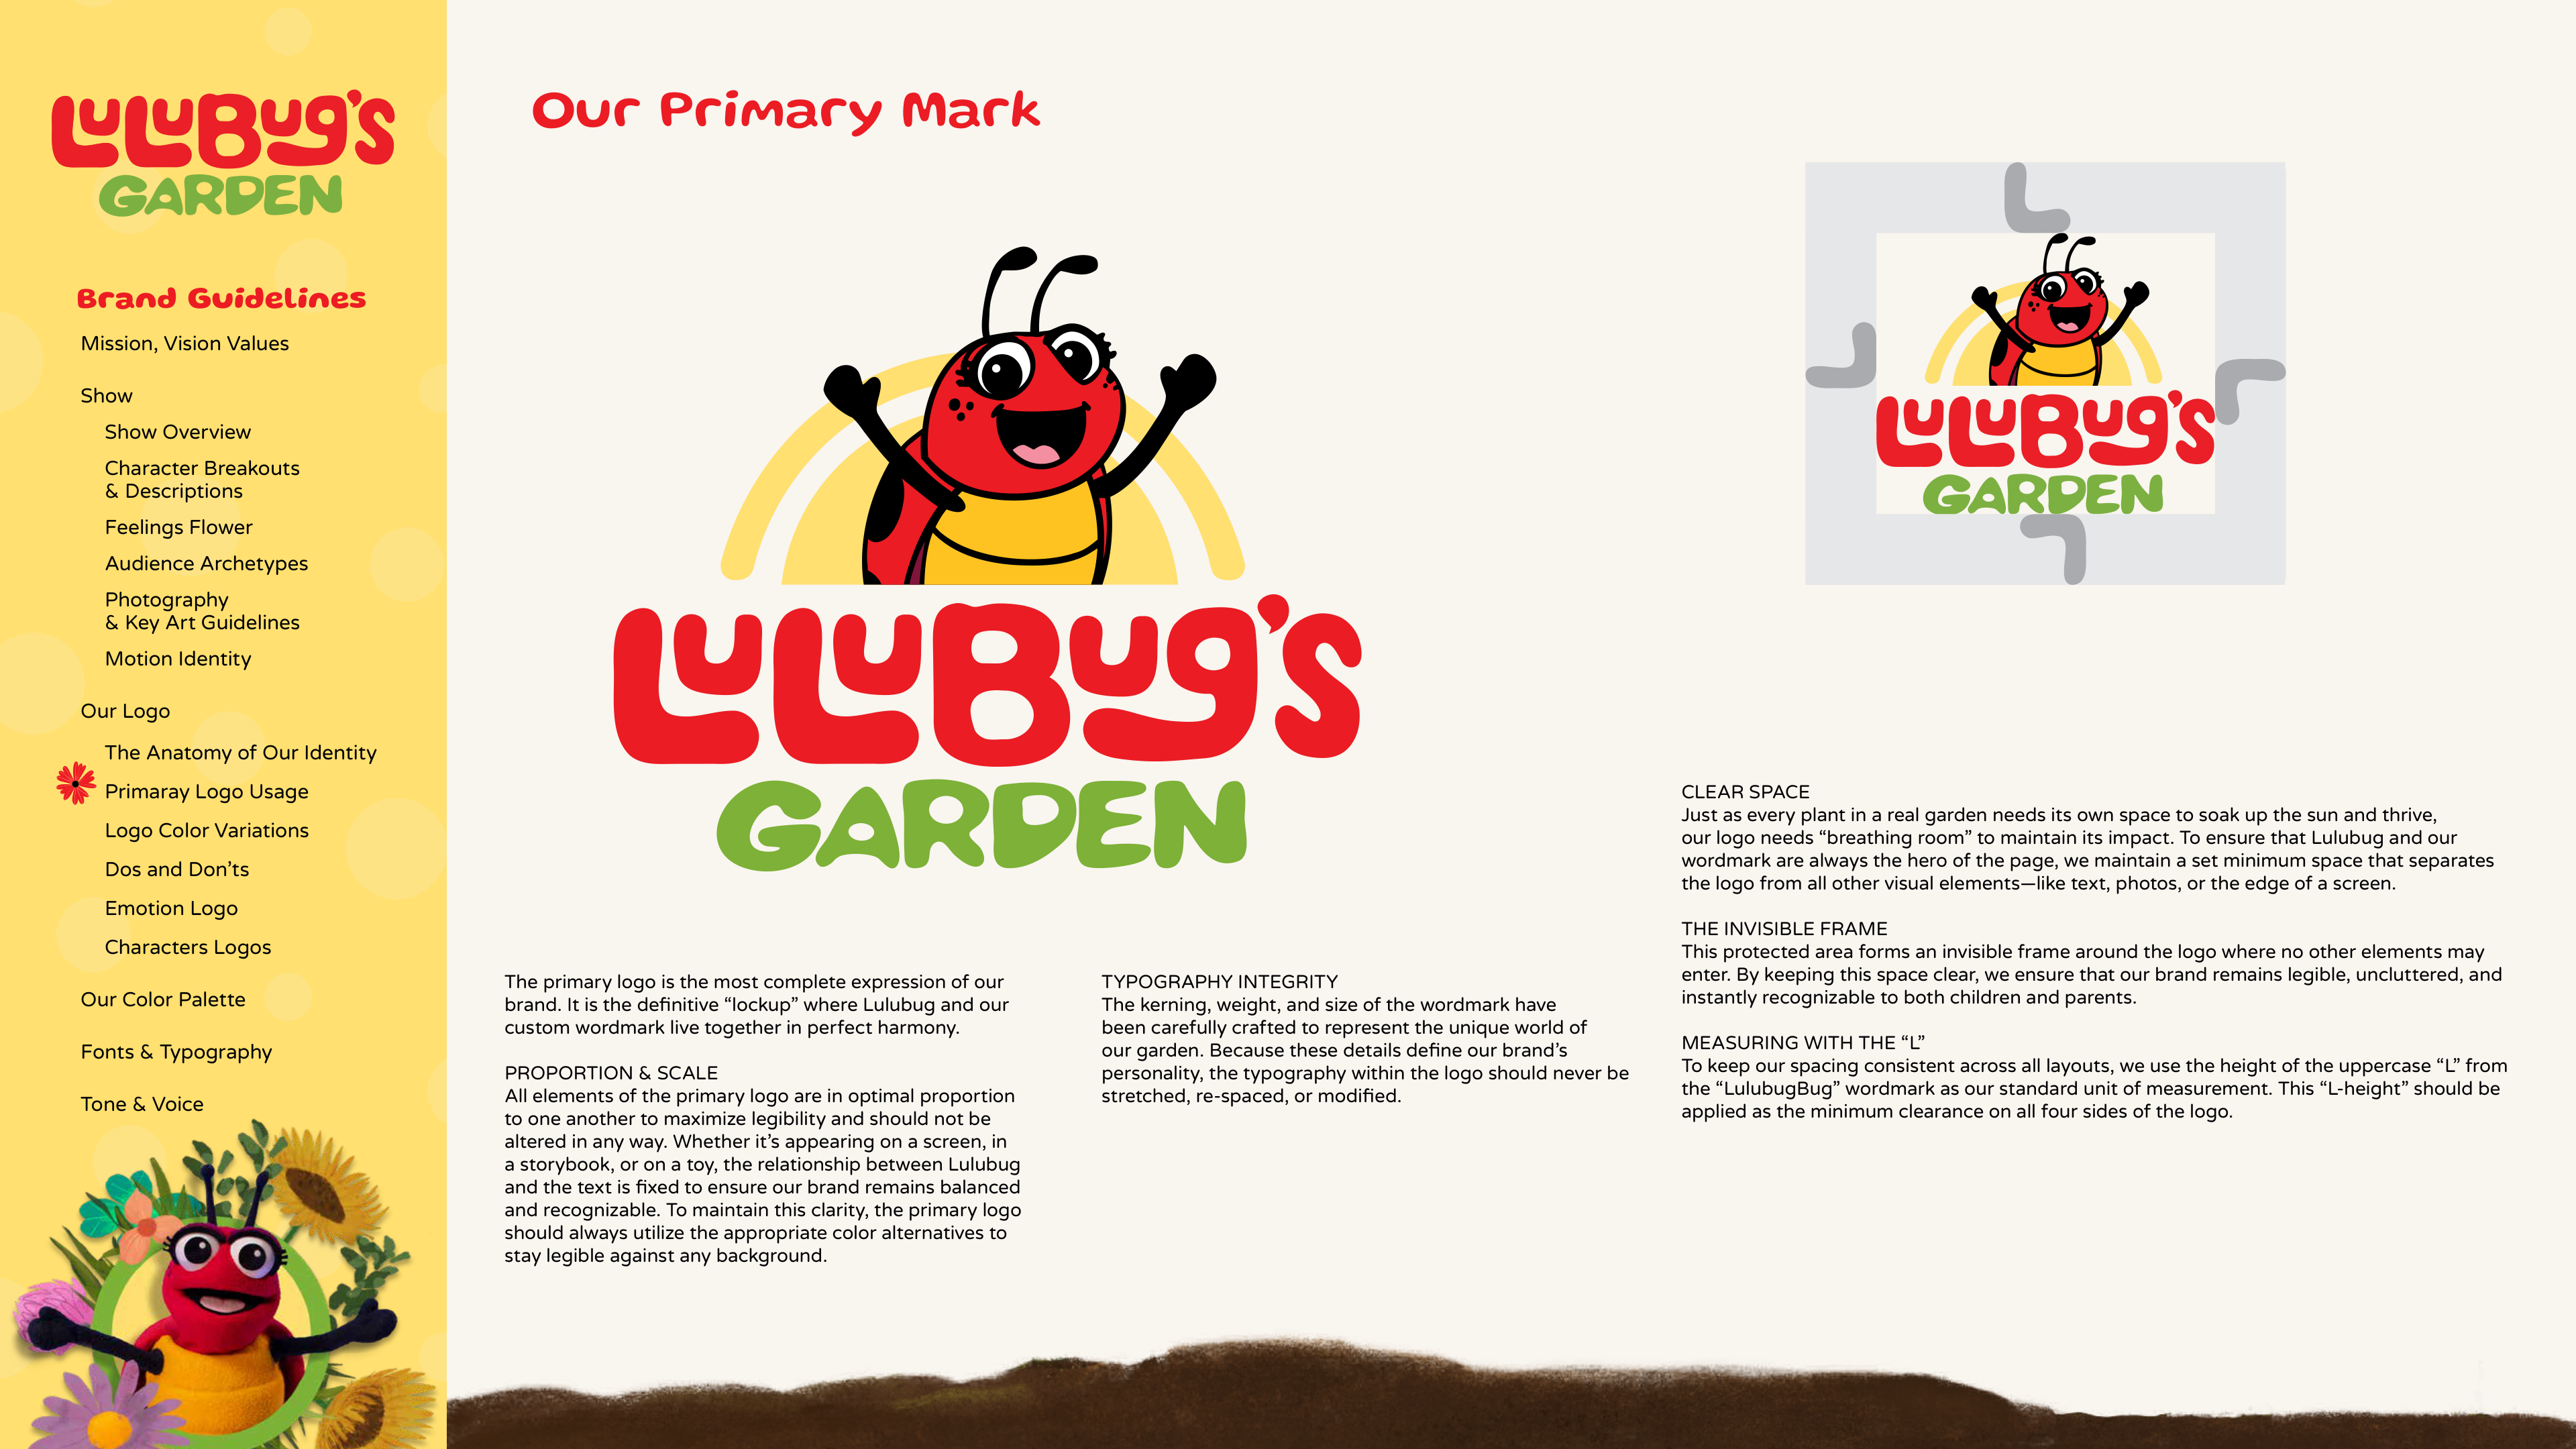 LuLuBug's
GARDEN
Brand Guidelines
Mission, Vision Values
Show
Show Overview
Character Breakouts
& Descriptions
Feelings Flower
Audience Archetypes
Photography
& Key Art Guidelines
Motion Identity
Our Logo
The Anatomy of Our Identity
Primaray Logo Usage
Logo Color Variations
Dos and Don'ts
Emotion Logo
Characters Logos
Our Color Palette
Fonts & Typography
Tone & Voice
Our Primary Mark
LuLuBug's
GARDEN
The primary logo is the most complete expression of our
brand. It is the definitive “lockup” where Lulubug and our
custom wordmark live together in perfect harmony.
PROPORTION & SCALE
All elements of the primary logo are in optimal proportion
to one another to maximize legibility and should not be
altered in any way. Whether it’s appearing on a screen, in
a storybook, or on a toy, the relationship between Lulubug
and the text is fixed to ensure our brand remains balanced
and recognizable. To maintain this clarity, the primary logo
should always utilize the appropriate color alternatives to
stay legible against any background.
TYPOGRAPHY INTEGRITY
The kerning, weight, and size of the wordmark have
been carefully crafted to represent the unique world of
our garden. Because these details define our brand’s
personality, the typography within the logo should never be
stretched, re-spaced, or modified.
L
L
L
L
LuLuBug's
GARDEN
CLEAR SPACE
Just as every plant in a real garden needs its own space to soak up the sun and thrive,
our logo needs “breathing room” to maintain its impact. To ensure that Lulubug and our
wordmark are always the hero of the page, we maintain a set minimum space that separates
the logo from all other visual elements—like text, photos, or the edge of a screen.
THE INVISIBLE FRAME
This protected area forms an invisible frame around the logo where no other elements may
enter. By keeping this space clear, we ensure that our brand remains legible, uncluttered, and
instantly recognizable to both children and parents.
MEASURING WITH THE “L”
To keep our spacing consistent across all layouts, we use the height of the uppercase “L” from
the “LulubugBug” wordmark as our standard unit of measurement. This “L-height” should be
applied as the minimum clearance on all four sides of the logo.